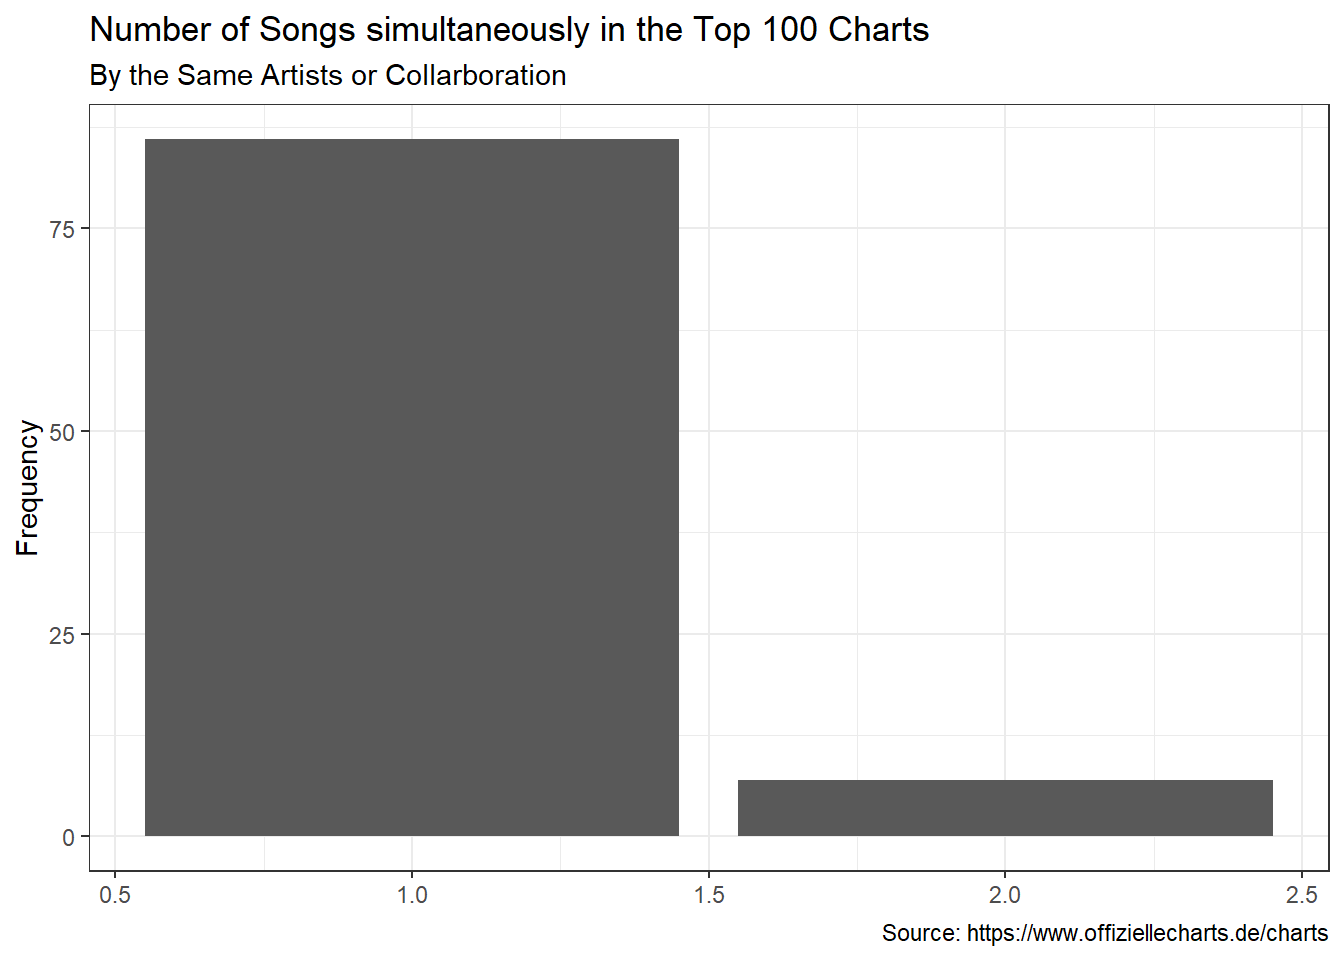 Number of Songs simultaneously in the Top 100 Charts
By the Same Artists or Collarboration
Frequency
75
50
25
0
0.5 1.0 1.5 2.0 2.5
Source: https://www.offiziellecharts.de/charts